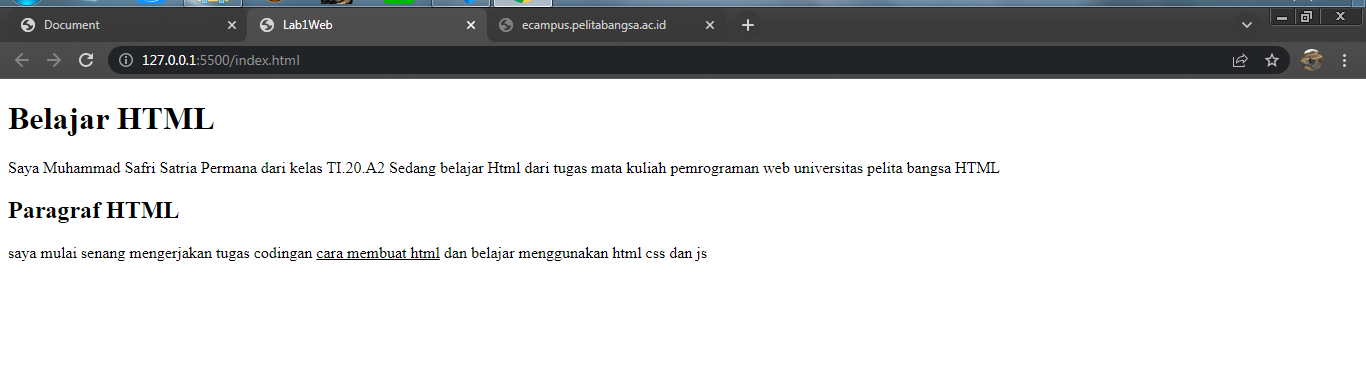 Document
Lab1Web
ecampus.pelitabangsa.ac.id
127.0.0.1:5500/index.html
Belajar HTML
Saya Muhammad Safri Satria Permana dari kelas TI.20.A2 Sedang belajar Html dari tugas mata kuliah pemrograman web universitas pelita bangsa HTML
Paragraf HTML
saya mulai senang mengerjakan tugas codingan cara membuat html dan belajar menggunakan html css dan js